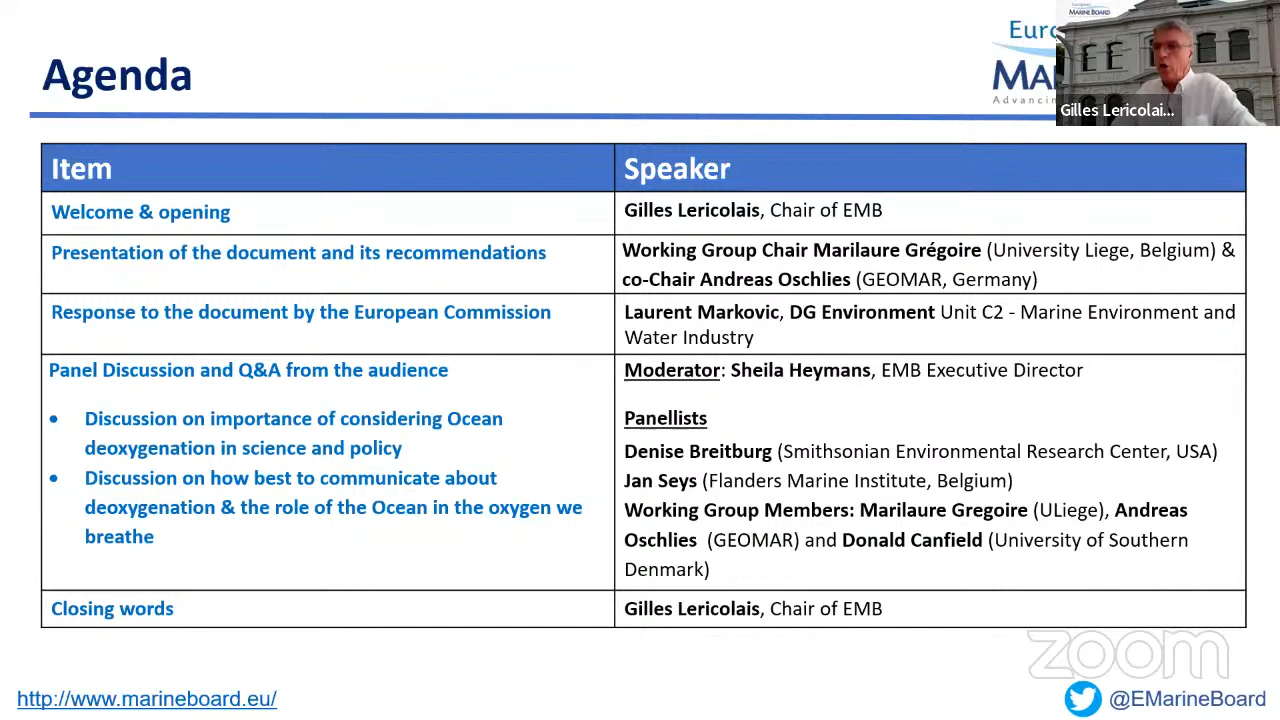 Agenda
Euro
MA
Advancin
MARINE BOARD
Gilles Lericolai...
Item
Speaker
Welcome & opening
Gilles Lericolais, Chair of EMB
Presentation of the document and its recommendations
Working Group Chair Marilaure Grégoire (University Liege, Belgium) &
co-Chair Andreas Oschlies (GEOMAR, Germany)
Response to the document by the European Commission
Laurent Markovic, DG Environment Unit C2 - Marine Environment and
Water Industry
Panel Discussion and Q&A from the audience
• Discussion on importance of considering Ocean
deoxygenation in science and policy
• Discussion on how best to communicate about
deoxygenation & the role of the Ocean in the oxygen we
breathe
Moderator: Sheila Heymans, EMB Executive Director
Panellists
Denise Breitburg (Smithsonian Environmental Research Center, USA)
Jan Seys (Flanders Marine Institute, Belgium)
Working Group Members: Marilaure Gregoire (ULiege), Andreas
Oschlies (GEOMAR) and Donald Canfield (University of Southern
Denmark)
Closing words
Gilles Lericolais, Chair of EMB
zoom
http://www.marineboard.eu/
@EMarineBoard